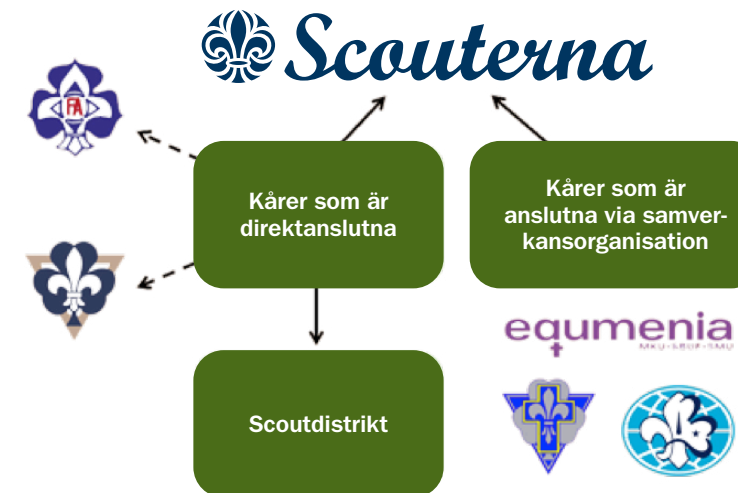 Scouterna
FA
Kårer som är
direktanslutna
Kårer som är
anslutna via samver-
kansorganisation
equmenia
MKU-SBUF-SMU
Scoutdistrikt